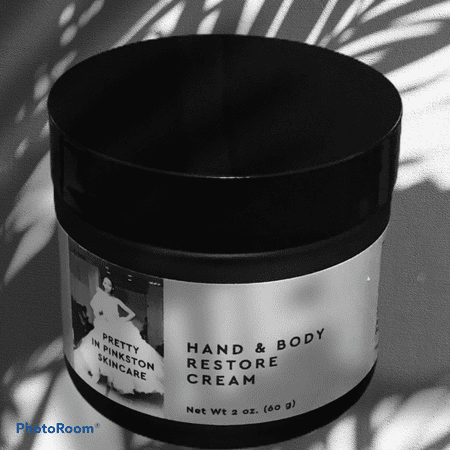 PRETTY
IN PINKSTON
SKINCARE
HAND & BODY
RESTORE
CREAM
Net Wt 2 oz. (60 g)
PhotoRoom®